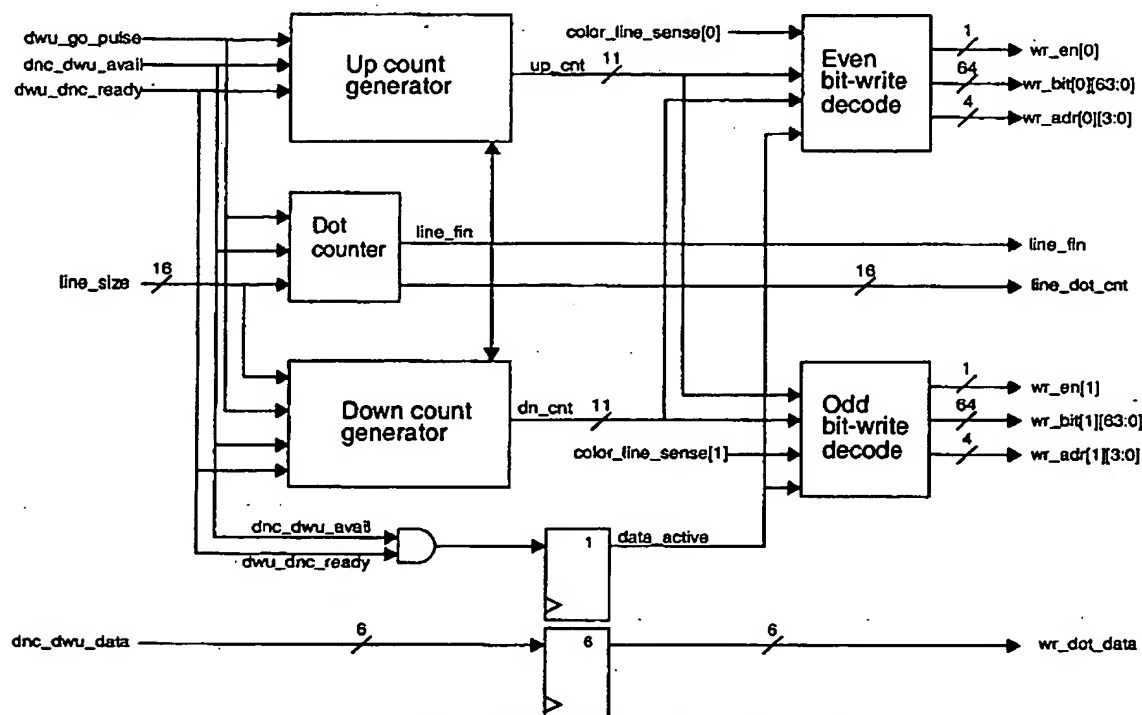 dwu_go_pulse
dnc_dwu_avail
dwu_dnc_ready
Up count
generator
up_cnt
11
color_line_sense[0]
Even
bit-write
decode
1
wr_en[0]
64
wr_bit[0][63:0]
4
wr_adr[0][3:0]
Dot
counter
line_fin
line_fin
line_size
16
16
line_dot_cnt
Down count
generator
dn_cnt
11
color_line_sense[1]
Odd
bit-write
decode
1
wr_en[1]
64
wr_bit[1][63:0]
4
wr_adr[1][3:0]
dnc_dwu_avail
dwu_dnc_ready
1
data_active
dnc_dwu_data
6
6
6
wr_dot_data